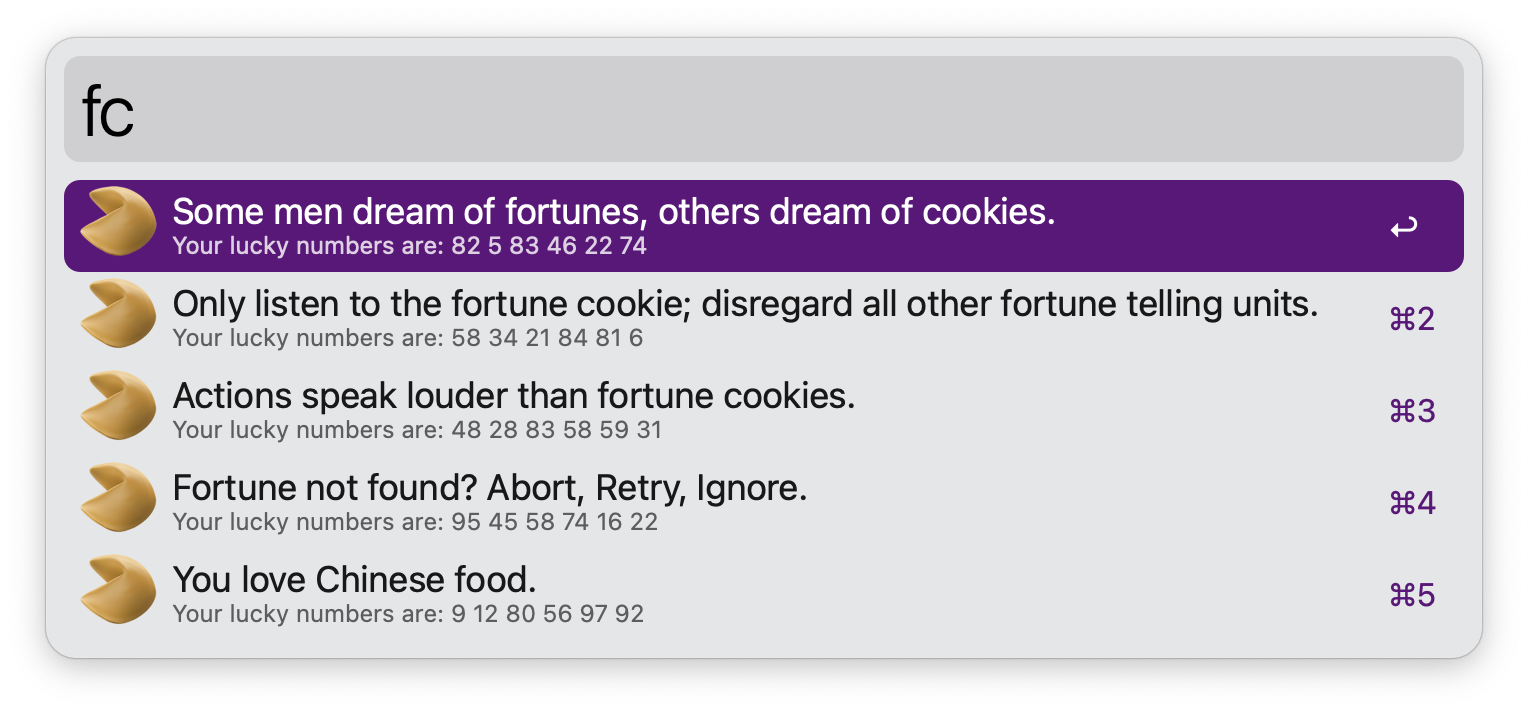 fc
Some men dream of fortunes, others dream of cookies.
↩
Your lucky numbers are: 82 5 83 46 22 74
Only listen to the fortune cookie; disregard all other fortune telling units.
⌘2
Your lucky numbers are: 58 34 21 84 81 6
Actions speak louder than fortune cookies.
⌘3
Your lucky numbers are: 48 28 83 58 59 31
Fortune not found? Abort, Retry, Ignore.
⌘4
Your lucky numbers are: 95 45 58 74 16 22
You love Chinese food.
⌘5
Your lucky numbers are: 9 12 80 56 97 92